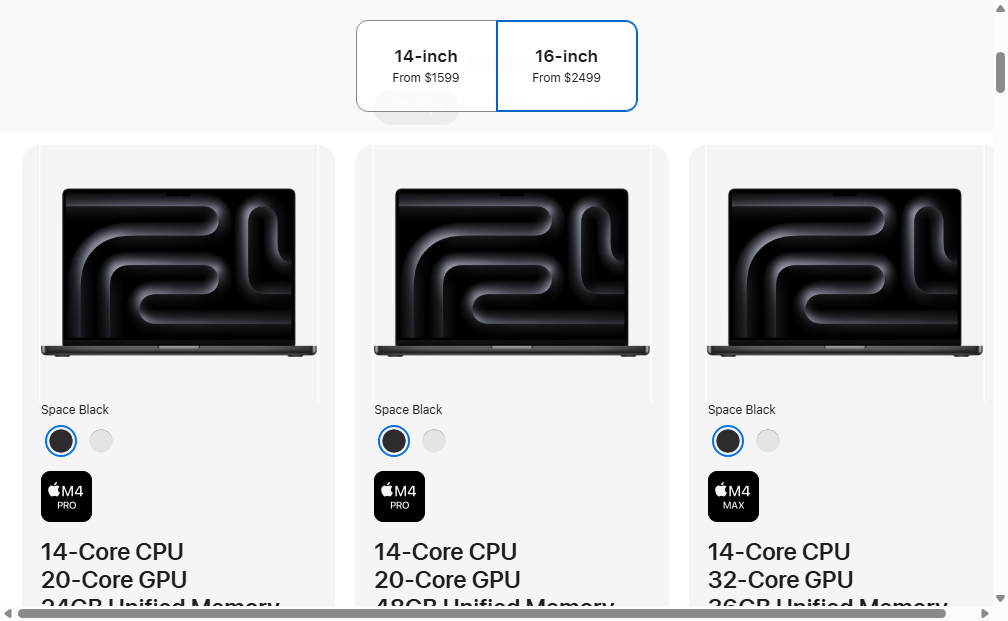 14-inch
From $1599
16-inch
From $2499
Space Black
M4
PRO
14-Core CPU
20-Core GPU
24GB Unified Memory
Space Black
M4
PRO
14-Core CPU
20-Core GPU
48GB Unified Memory
Space Black
M4
MAX
14-Core CPU
32-Core GPU
36GB Unified Memory